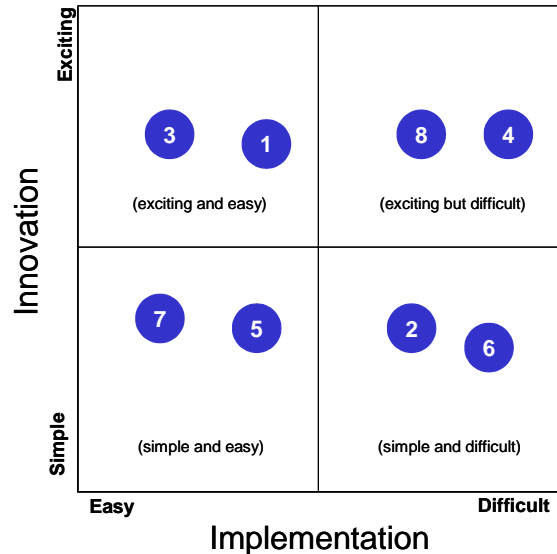 Exciting
3
1
8
4
(exciting and easy)
(exciting but difficult)
Innovation
7
5
2
6
Simple
(simple and easy)
(simple and difficult)
Easy
Difficult
Implementation